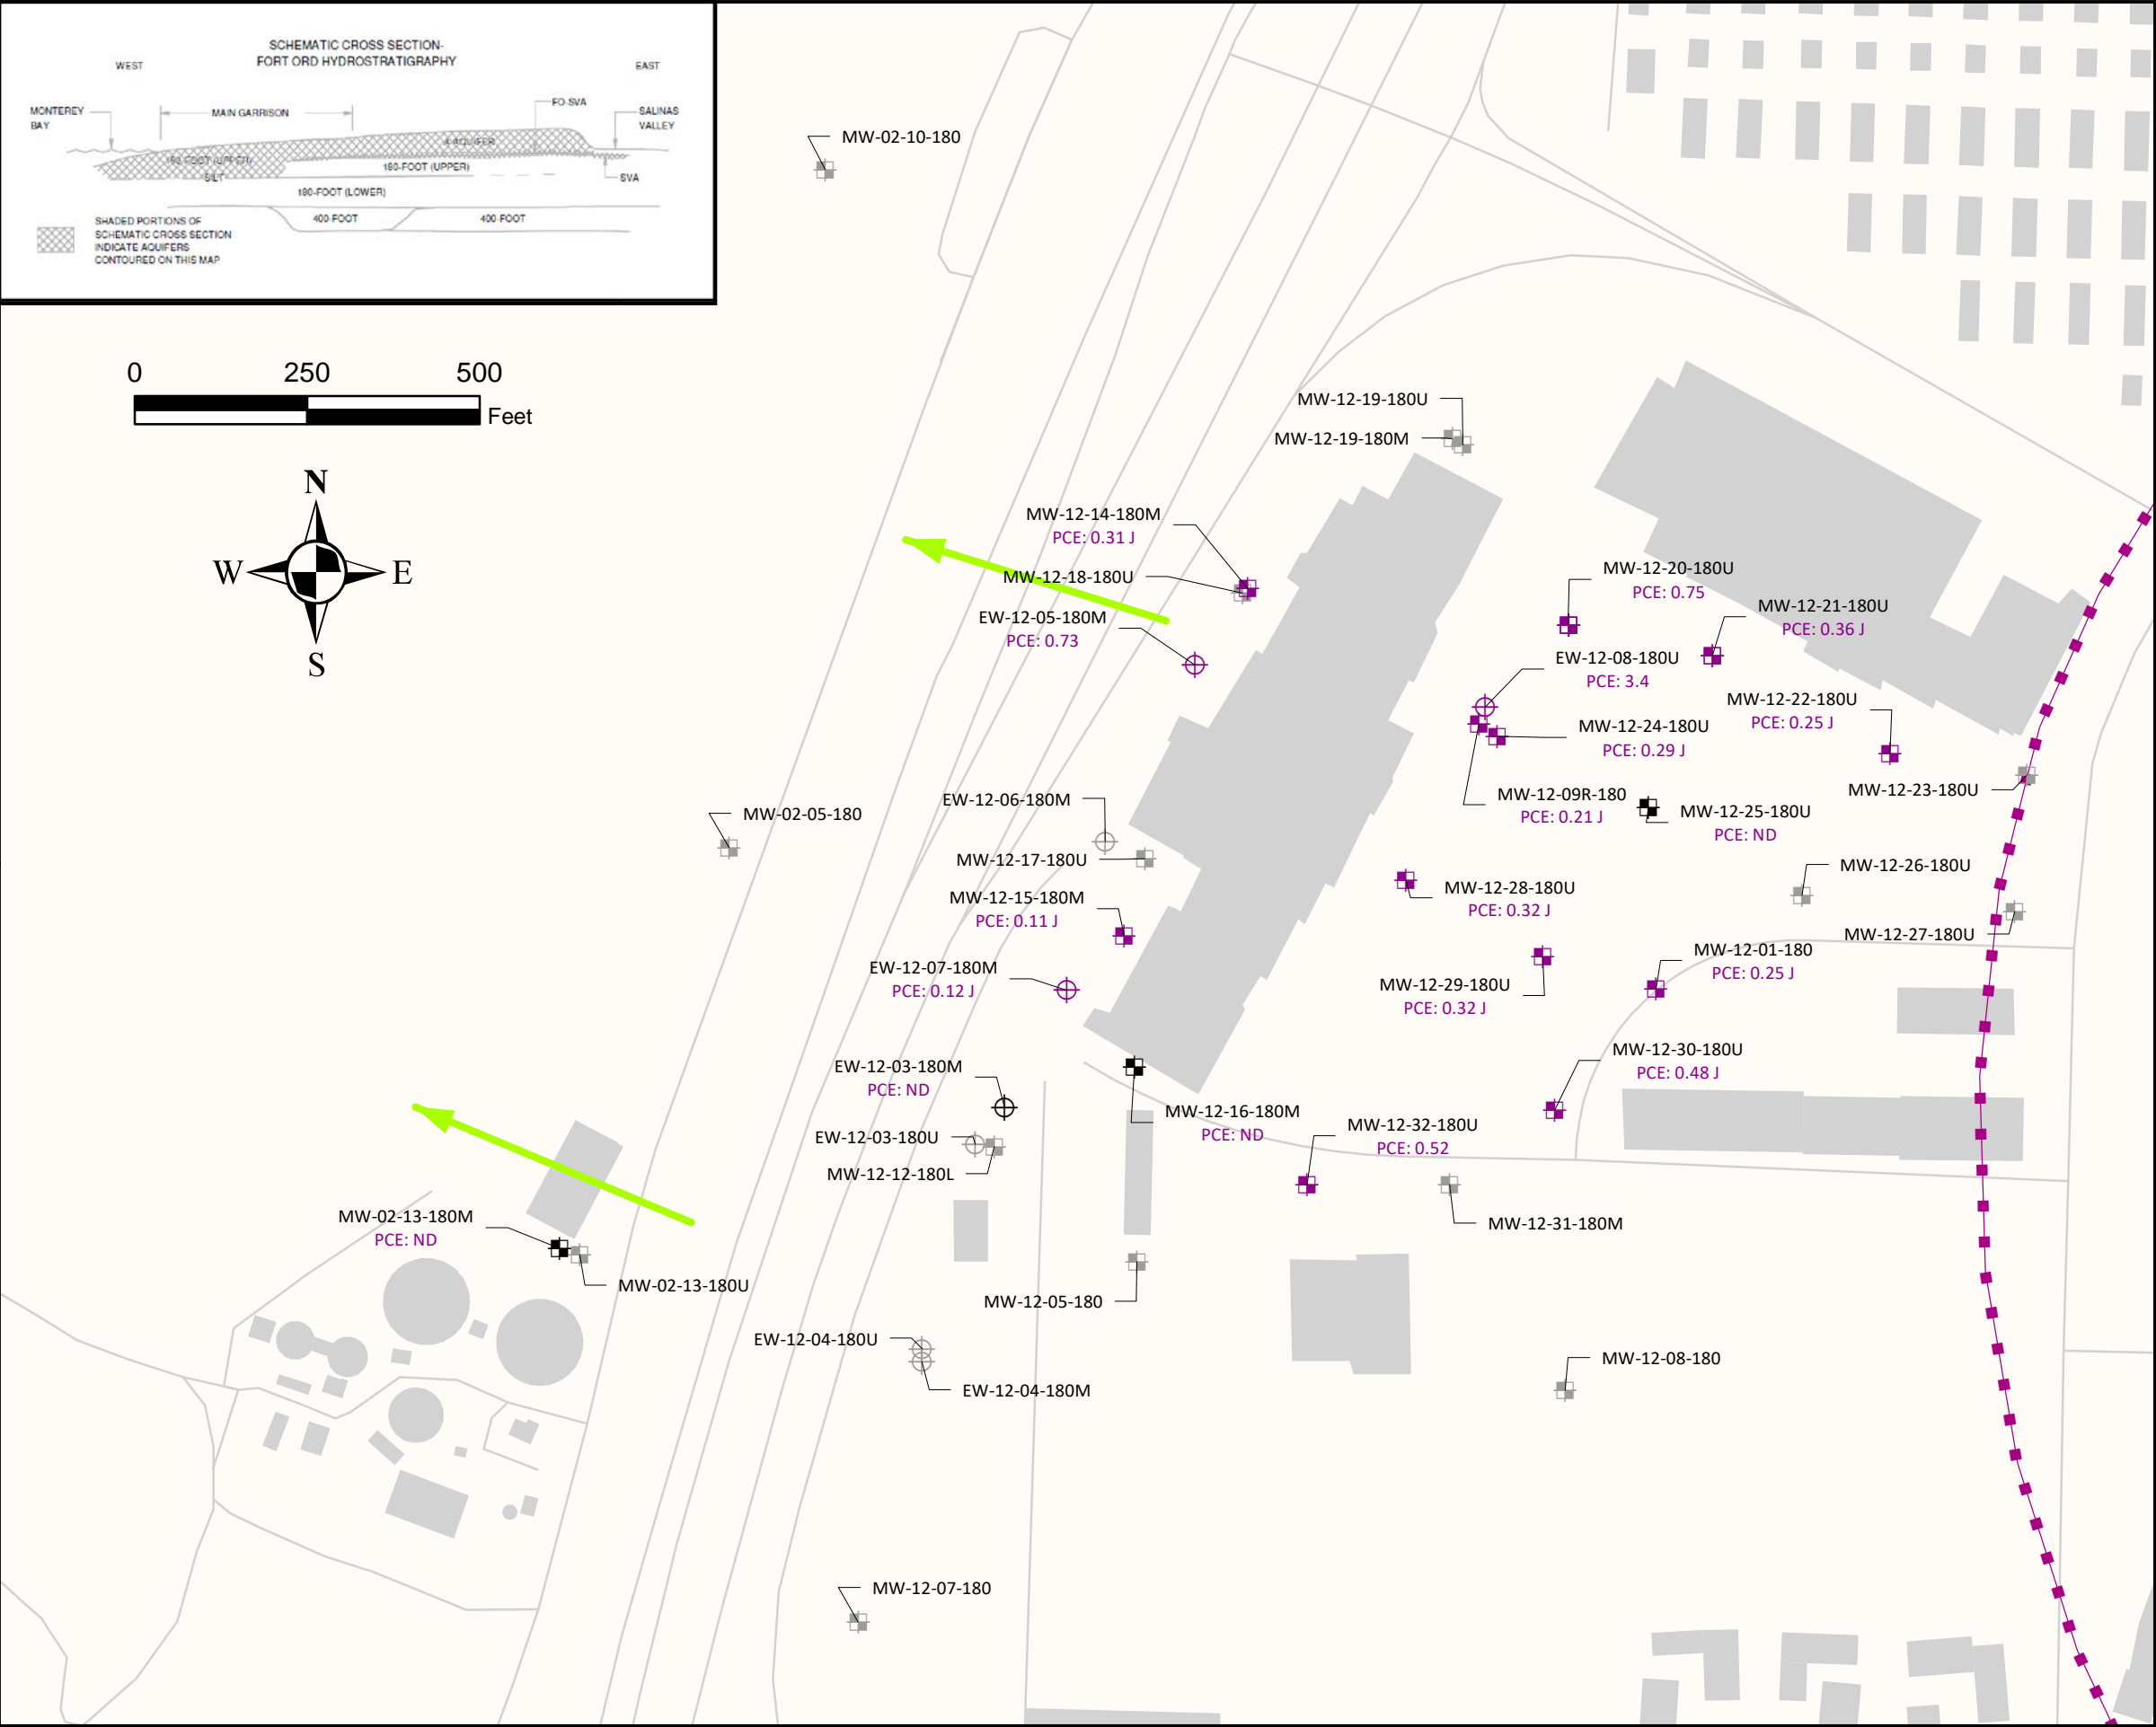 SCHEMATIC CROSS SECTION-
FORT ORD HYDROSTRATIGRAPHY
WEST
EAST
MONTEREY
BAY
MAIN GARRISON
FO-SVA
SALINAS
VALLEY
A-AQUIFER
180-FOOT (UPPER)
180-FOOT (UPPER)
SILT
SVA
180-FOOT (LOWER)
400-FOOT
400-FOOT
SHADED PORTIONS OF
SCHEMATIC CROSS SECTION
INDICATE AQUIFERS
CONTOURED ON THIS MAP
0 250 500
Feet
N
W E
S
MW-02-10-180
MW-12-19-180U
MW-12-19-180M
MW-12-14-180M
PCE: 0.31 J
MW-12-18-180U
EW-12-05-180M
PCE: 0.73
MW-12-20-180U
PCE: 0.75
MW-12-21-180U
PCE: 0.36 J
EW-12-08-180U
PCE: 3.4
MW-12-22-180U
PCE: 0.25 J
MW-12-24-180U
PCE: 0.29 J
MW-12-23-180U
MW-12-09R-180
PCE: 0.21 J
MW-12-25-180U
PCE: ND
EW-12-06-180M
MW-02-05-180
MW-12-17-180U
MW-12-26-180U
MW-12-15-180M
PCE: 0.11 J
MW-12-28-180U
PCE: 0.32 J
MW-12-27-180U
MW-12-01-180
PCE: 0.25 J
EW-12-07-180M
PCE: 0.12 J
MW-12-29-180U
PCE: 0.32 J
MW-12-30-180U
PCE: 0.48 J
EW-12-03-180M
PCE: ND
MW-12-16-180M
PCE: ND
MW-12-32-180U
PCE: 0.52
EW-12-03-180U
MW-12-12-180L
MW-02-13-180M
PCE: ND
MW-12-31-180M
MW-02-13-180U
MW-12-05-180
EW-12-04-180U
MW-12-08-180
EW-12-04-180M
MW-12-07-180